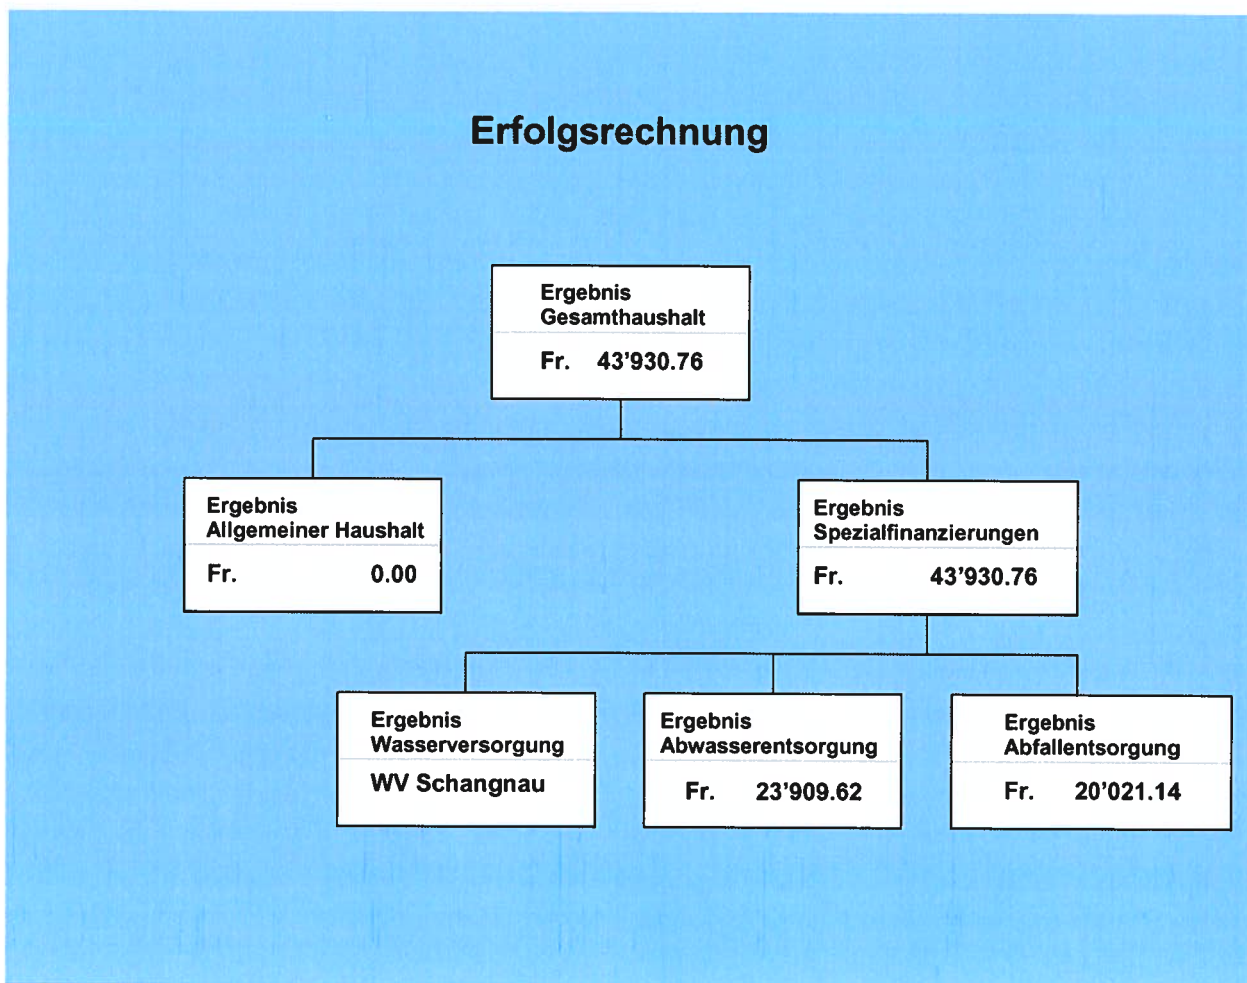 Erfolgsrechnung
Ergebnis
Gesamthaushalt
Fr. 43'930.76
Ergebnis
Allgemeiner Haushalt
Fr. 0.00
Ergebnis
Spezialfinanzierungen
Fr. 43'930.76
Ergebnis
Wasserversorgung
WV Schangnau
Ergebnis
Abwasserentsorgung
Fr. 23'909.62
Ergebnis
Abfallentsorgung
Fr. 20'021.14